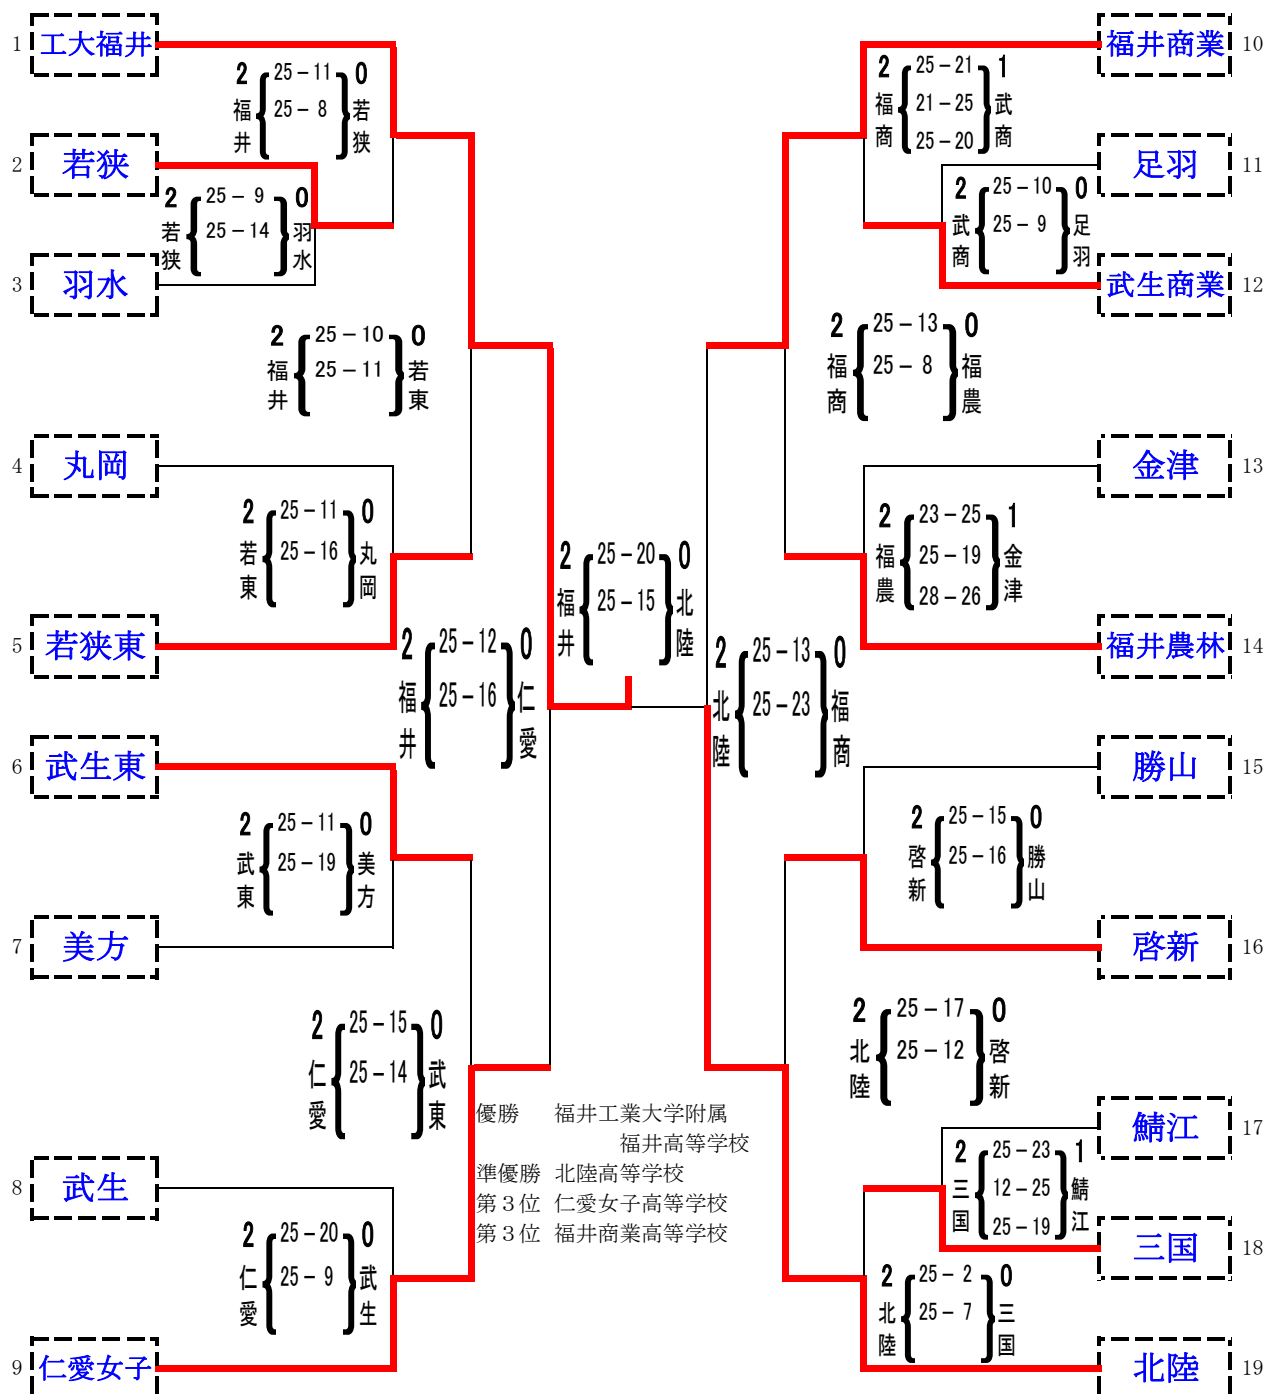 1 工大福井
2 25－11 0
福井 25－8 若狭
2 若狭
2 25－9 0
若狭 25－14 羽水
3 羽水
2 25－10 0
福井 25－11 若東
4 丸岡
2 25－11 0
若東 25－16 丸岡
5 若狭東
2 25－12 0
福井 25－16 仁愛
6 武生東
2 25－11 0
武東 25－19 美方
7 美方
2 25－15 0
仁愛 25－14 武東
8 武生
2 25－20 0
仁愛 25－9 武生
9 仁愛女子
2 25－20 0
福井 25－15 北陸
優勝 福井工業大学附属
福井高等学校
準優勝 北陸高等学校
第３位 仁愛女子高等学校
第３位 福井商業高等学校
福井商業 10
2 25－21 1
福商 21－25 武商
25－20
足羽 11
2 25－10 0
武商 25－9 足羽
武生商業 12
2 25－13 0
福商 25－8 福農
金津 13
2 23－25 1
福農 25－19 金津
28－26
福井農林 14
2 25－13 0
北陸 25－23 福商
勝山 15
2 25－15 0
啓新 25－16 勝山
啓新 16
2 25－17 0
北陸 25－12 啓新
鯖江 17
2 25－23 1
三国 12－25 鯖江
25－19
三国 18
2 25－2 0
北陸 25－7 三国
北陸 19